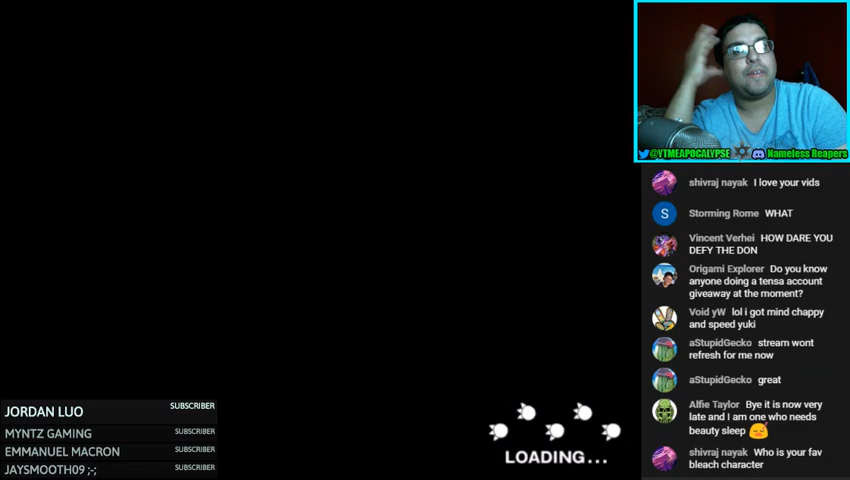 @YTMEAPOCALYPSE Nameless Reapers
shivraj nayak I love your vids
Storming Rome WHAT
S
Vincent Verhei HOW DARE YOU
DEFY THE DON
Origami Explorer Do you know
anyone doing a tensa account
giveaway at the moment?
Void yW lol i got mind chappy
and speed yuki
aStupidGecko stream wont
refresh for me now
aStupidGecko great
Alfie Taylor Bye it is now very
late and I am one who needs
beauty sleep
shivraj nayak Who is your fav
bleach character
JORDAN LUO SUBSCRIBER
MYNTZ GAMING SUBSCRIBER
EMMANUEL MACRON SUBSCRIBER
JAYSMOOTH09 ;-; SUBSCRIBER
LOADING...